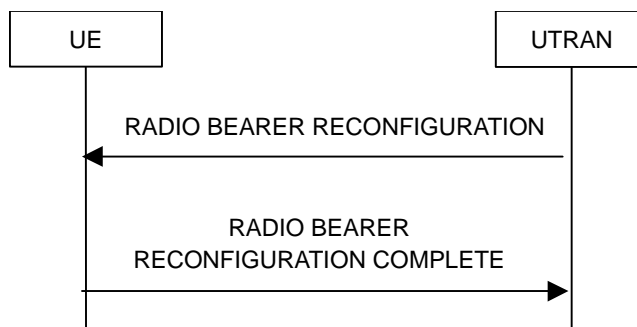 UE
UTRAN
RADIO BEARER RECONFIGURATION
RADIO BEARER
RECONFIGURATION COMPLETE